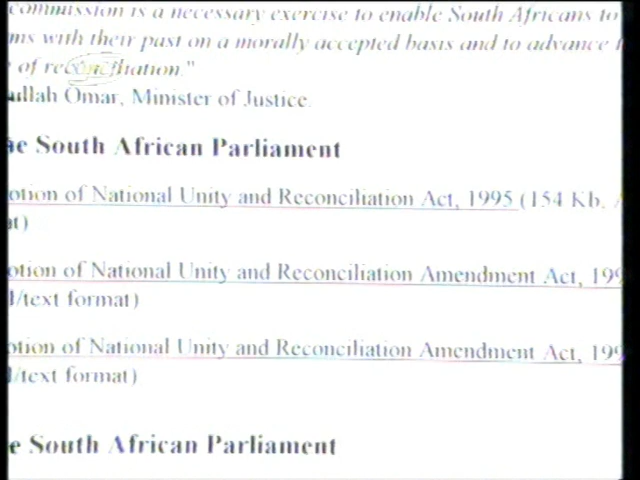 commission is a necessary exercise to enable South Africans to
ms with their past on a morally accepted basis and to advance
of reconciliation."
ullah Omar, Minister of Justice.
e South African Parliament
otion of National Unity and Reconciliation Act, 1995 (154 Kb,
at)
otion of National Unity and Reconciliation Amendment Act, 199
l/text format)
otion of National Unity and Reconciliation Amendment Act, 199
l/text format)
e South African Parliament